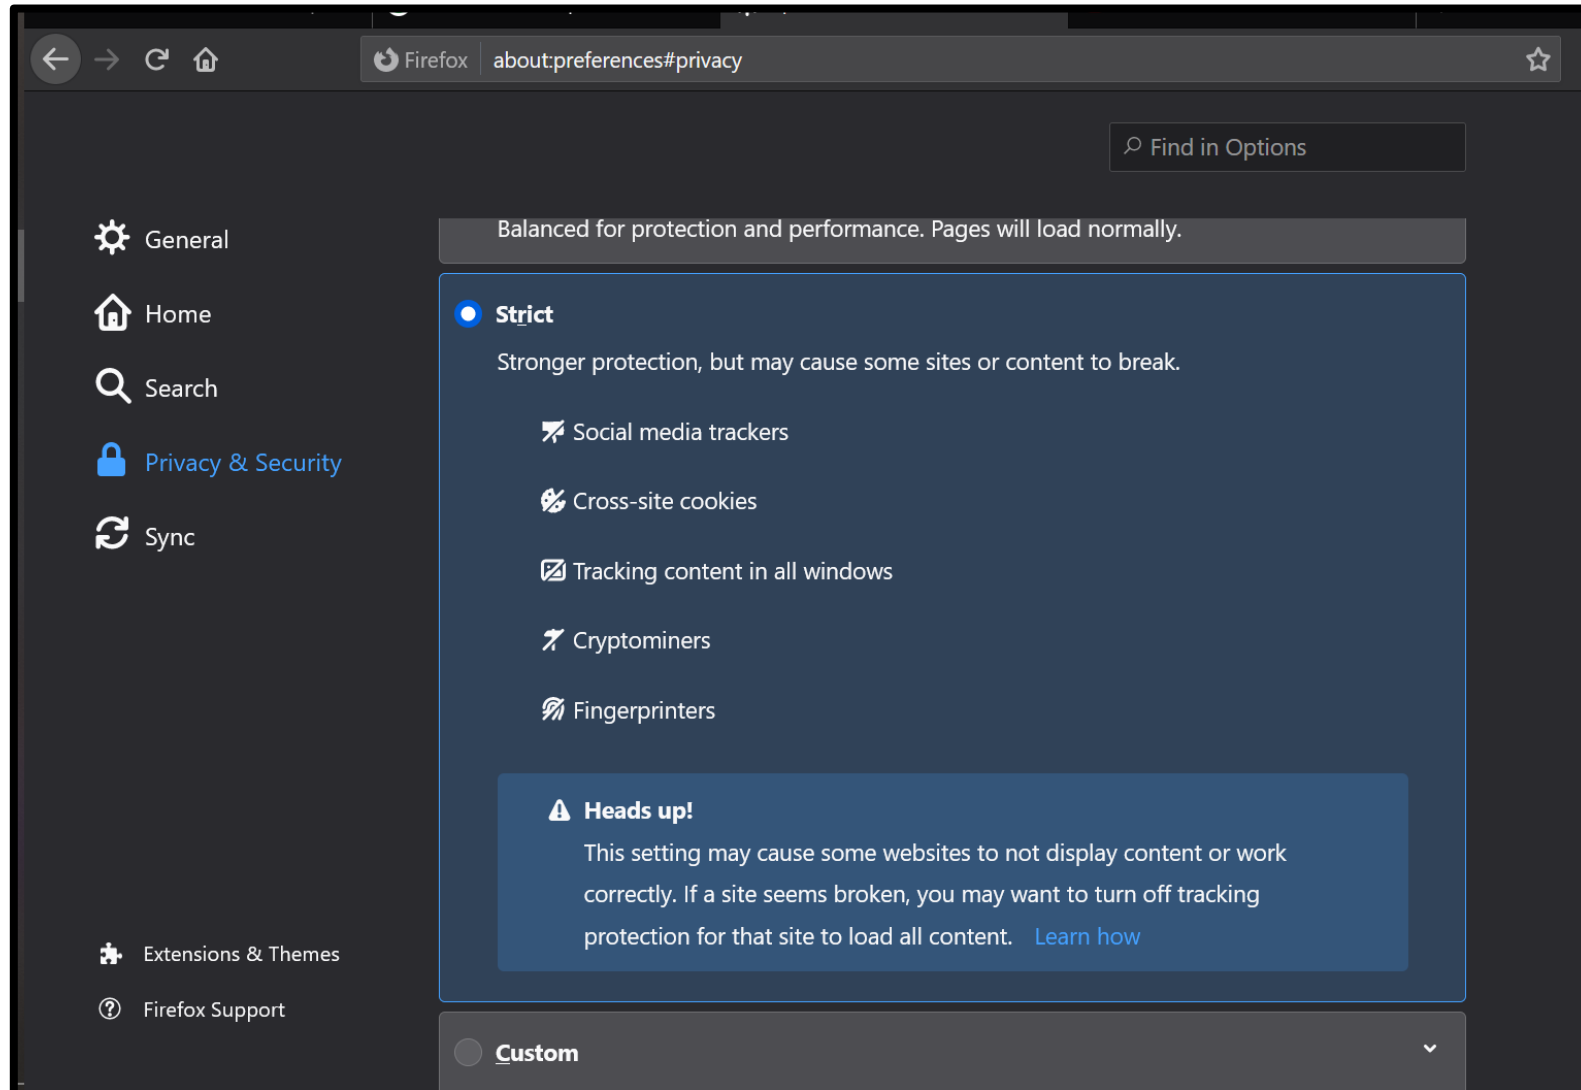 Firefox about:preferences#privacy
Find in Options
General
Home
Search
Privacy & Security
Sync
Extensions & Themes
Firefox Support
Balanced for protection and performance. Pages will load normally.
Strict
Stronger protection, but may cause some sites or content to break.
Social media trackers
Cross-site cookies
Tracking content in all windows
Cryptominers
Fingerprinters
Heads up!
This setting may cause some websites to not display content or work
correctly. If a site seems broken, you may want to turn off tracking
protection for that site to load all content. Learn how
Custom